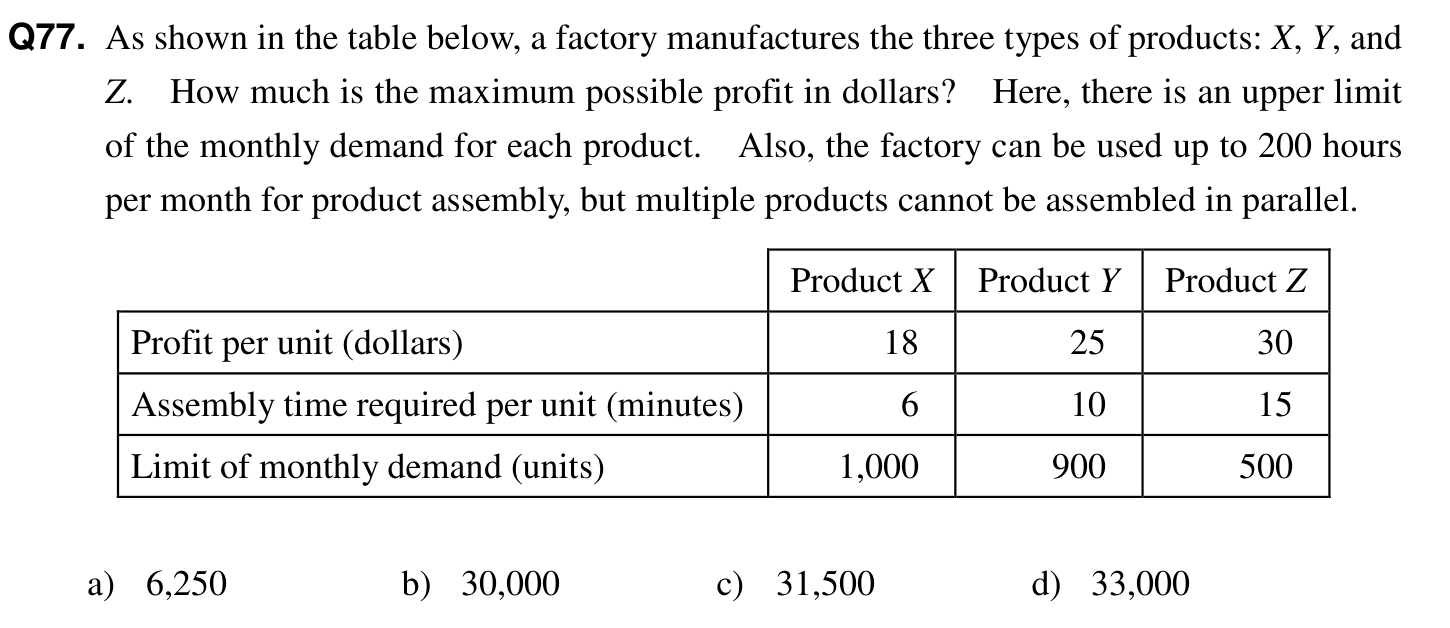 Q77. As shown in the table below, a factory manufactures the three types of products: X, Y, and
Z. How much is the maximum possible profit in dollars? Here, there is an upper limit
of the monthly demand for each product. Also, the factory can be used up to 200 hours
per month for product assembly, but multiple products cannot be assembled in parallel.
Product X Product Y Product Z
Profit per unit (dollars) 18 25 30
Assembly time required per unit (minutes) 6 10 15
Limit of monthly demand (units) 1,000 900 500
a) 6,250 b) 30,000 c) 31,500 d) 33,000